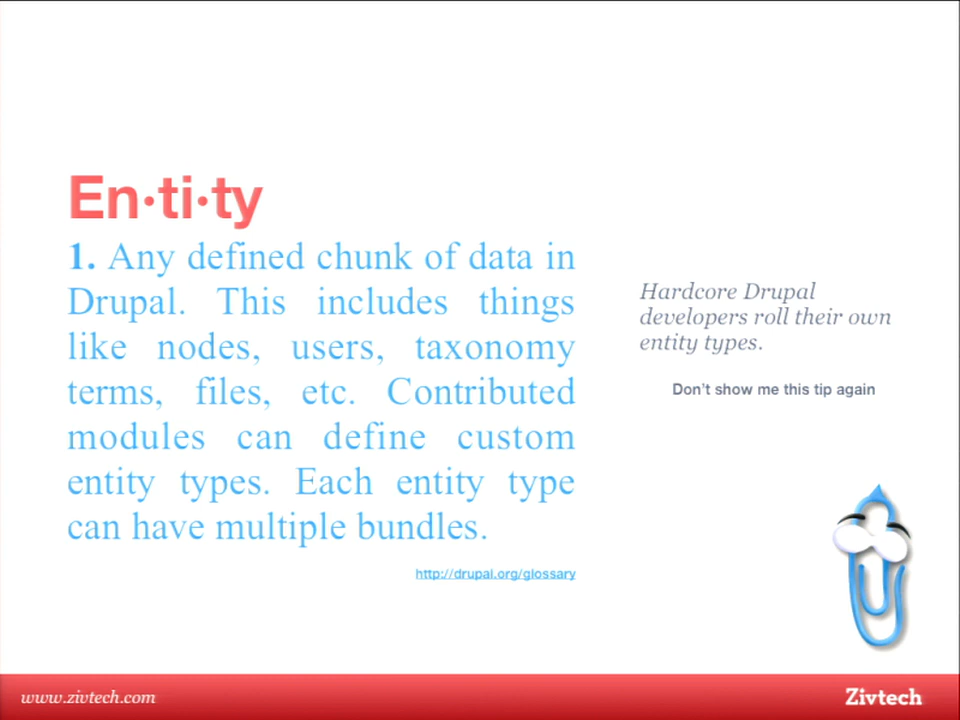 En·ti·ty
1. Any defined chunk of data in
Drupal. This includes things
like nodes, users, taxonomy
terms, files, etc. Contributed
modules can define custom
entity types. Each entity type
can have multiple bundles.
http://drupal.org/glossary
Hardcore Drupal
developers roll their own
entity types.
Don't show me this tip again
www.zivtech.com
Zivtech